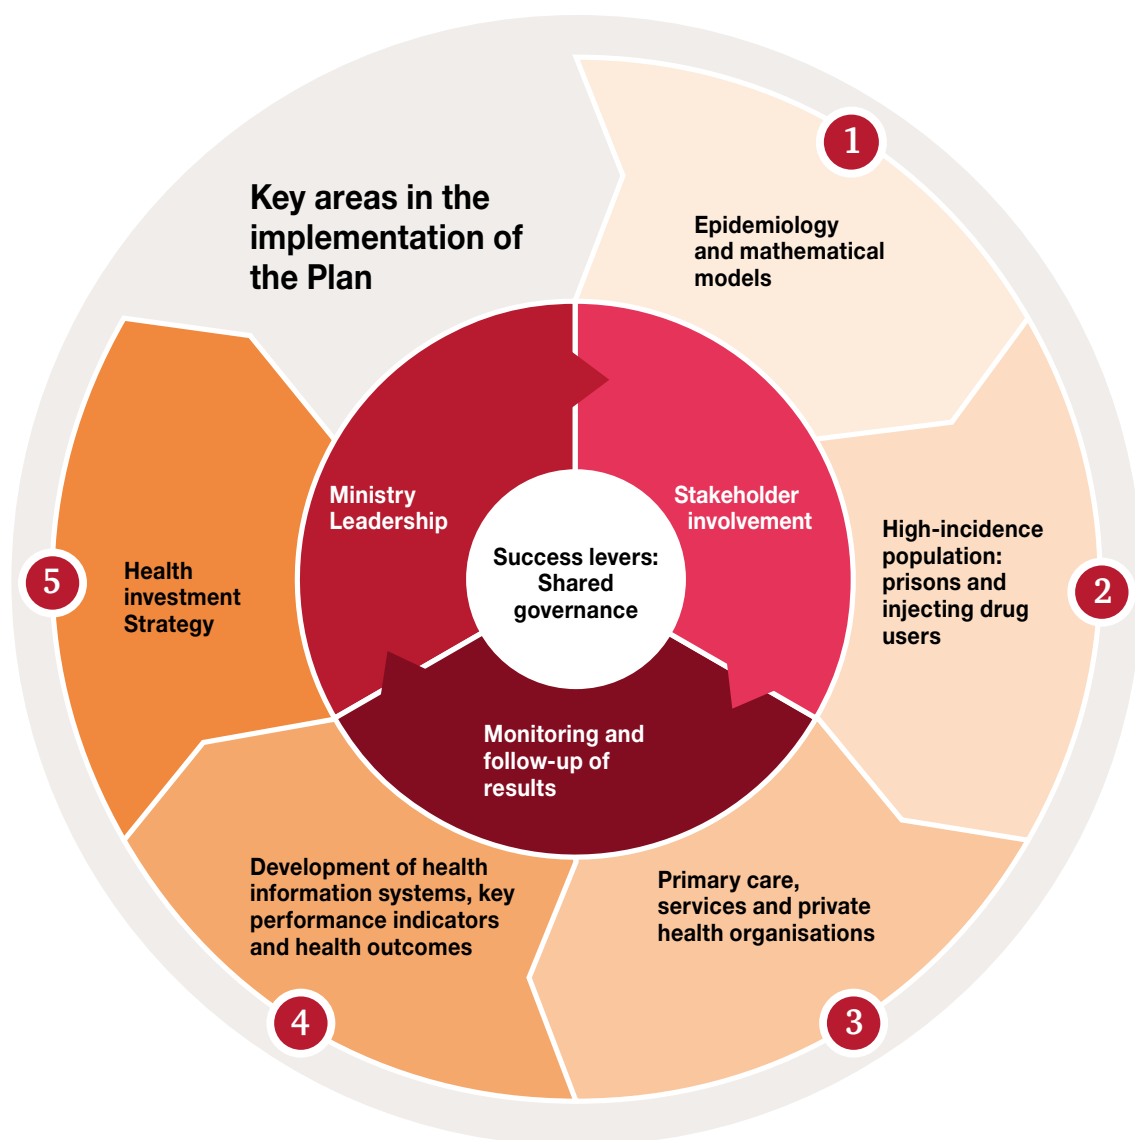 Key areas in the
implementation of
the Plan
1
Epidemiology
and mathematical
models
2
High-incidence
population:
prisons and
injecting drug
users
3
Primary care,
services and private
health organisations
4
Development of health
information systems, key
performance indicators
and health outcomes
5
Health
investment
Strategy
Ministry
Leadership
Stakeholder
involvement
Monitoring and
follow-up of
results
Success levers:
Shared
governance